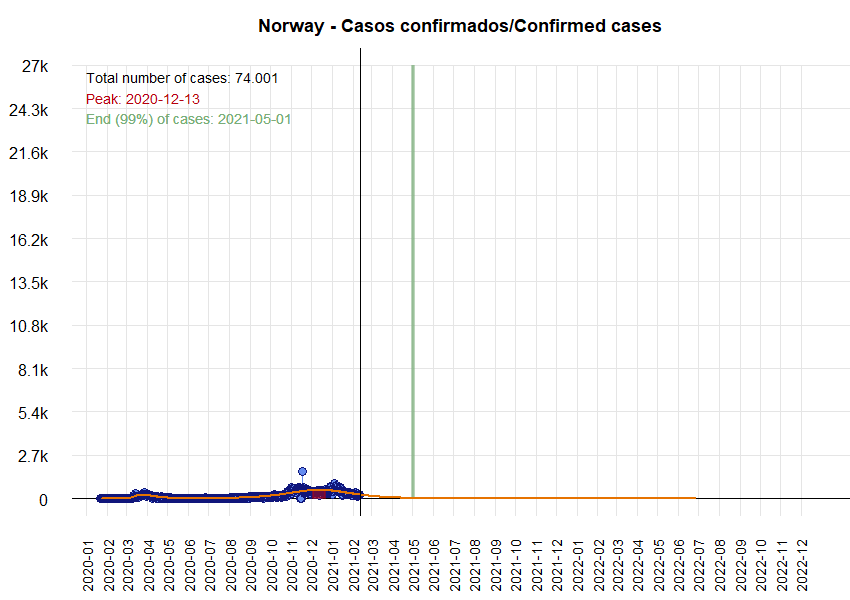 Norway - Casos confirmados/Confirmed cases
27k
Total number of cases: 74.001
Peak: 2020-12-13
24.3k
End (99%) of cases: 2021-05-01
21.6k
18.9k
16.2k
13.5k
10.8k
8.1k
5.4k
2.7k
0
2020-01
2020-02
2020-03
2020-04
2020-05
2020-06
2020-07
2020-08
2020-09
2020-10
2020-11
2020-12
2021-01
2021-02
2021-03
2021-04
2021-05
2021-06
2021-07
2021-08
2021-09
2021-10
2021-11
2021-12
2022-01
2022-02
2022-03
2022-04
2022-05
2022-06
2022-07
2022-08
2022-09
2022-10
2022-11
2022-12